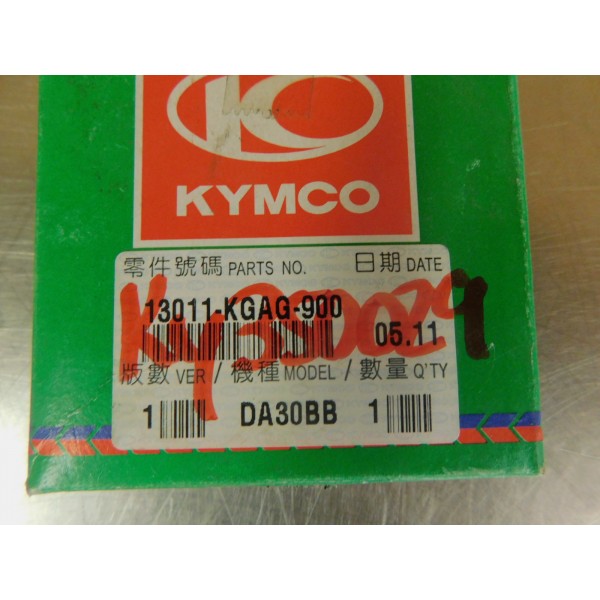 KYMCO
零件號碼 PARTS NO. 日期 DATE
13011-KGAG-900
05.11
Ky350029
版數 VER / 機種 MODEL / 數量 Q'TY
1 DA30BB 1